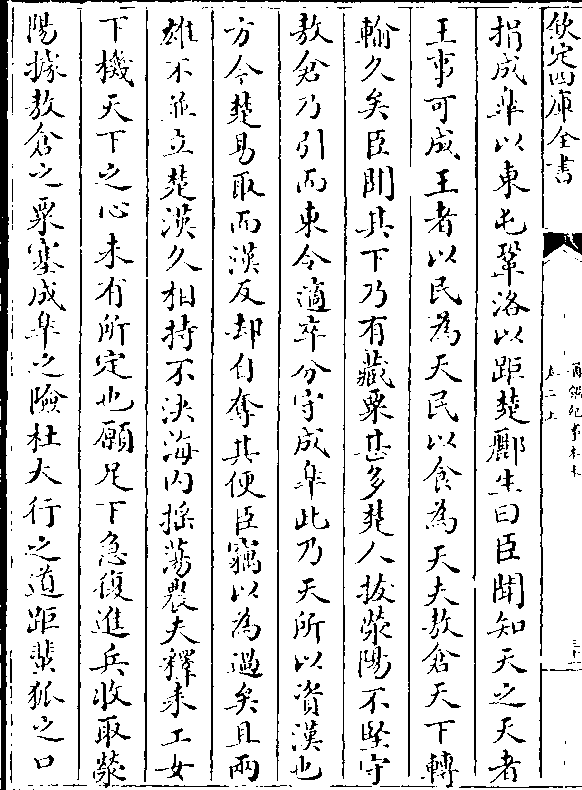 欽定四庫全書
通鑑紀事本末
卷二上
捐成臯以東屯鞏洛以距楚酈生曰臣聞知天之天者
王事可成王者以民為天民以食為天夫敖倉天下轉
輸久矣臣聞其下乃有藏粟甚多楚人拔滎陽不堅守
敖倉乃引而東令適卒分守成臯此乃天所以資漢也
方今楚易取而漢反却自奪其便臣竊以為過矣且兩
雄不並立楚漢久相持不決海內揺蕩農夫釋耒工女
下機天下之心未有所定也願足下急復進兵收取滎
陽據敖倉之粟塞成臯之險杜大行之道距蜚狐之口